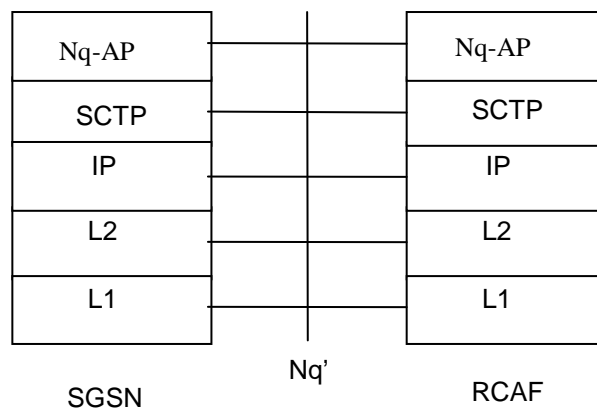 Nq-AP
SCTP
IP
L2
L1
SGSN
Nq'
Nq-AP
SCTP
IP
L2
L1
RCAF